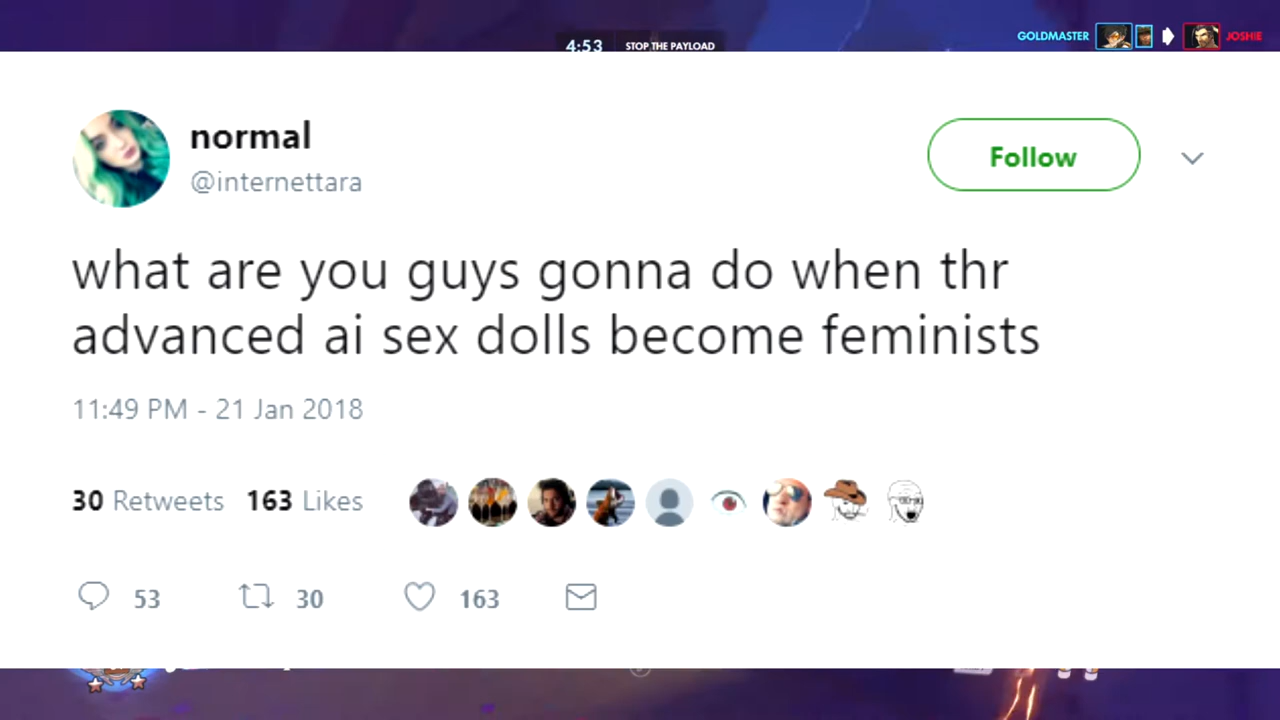 4:53 STOP THE PAYLOAD
GOLDMASTER JOSHIE
normal
@internettara
Follow
what are you guys gonna do when thr
advanced ai sex dolls become feminists
11:49 PM - 21 Jan 2018
30 Retweets 163 Likes
53 30 163